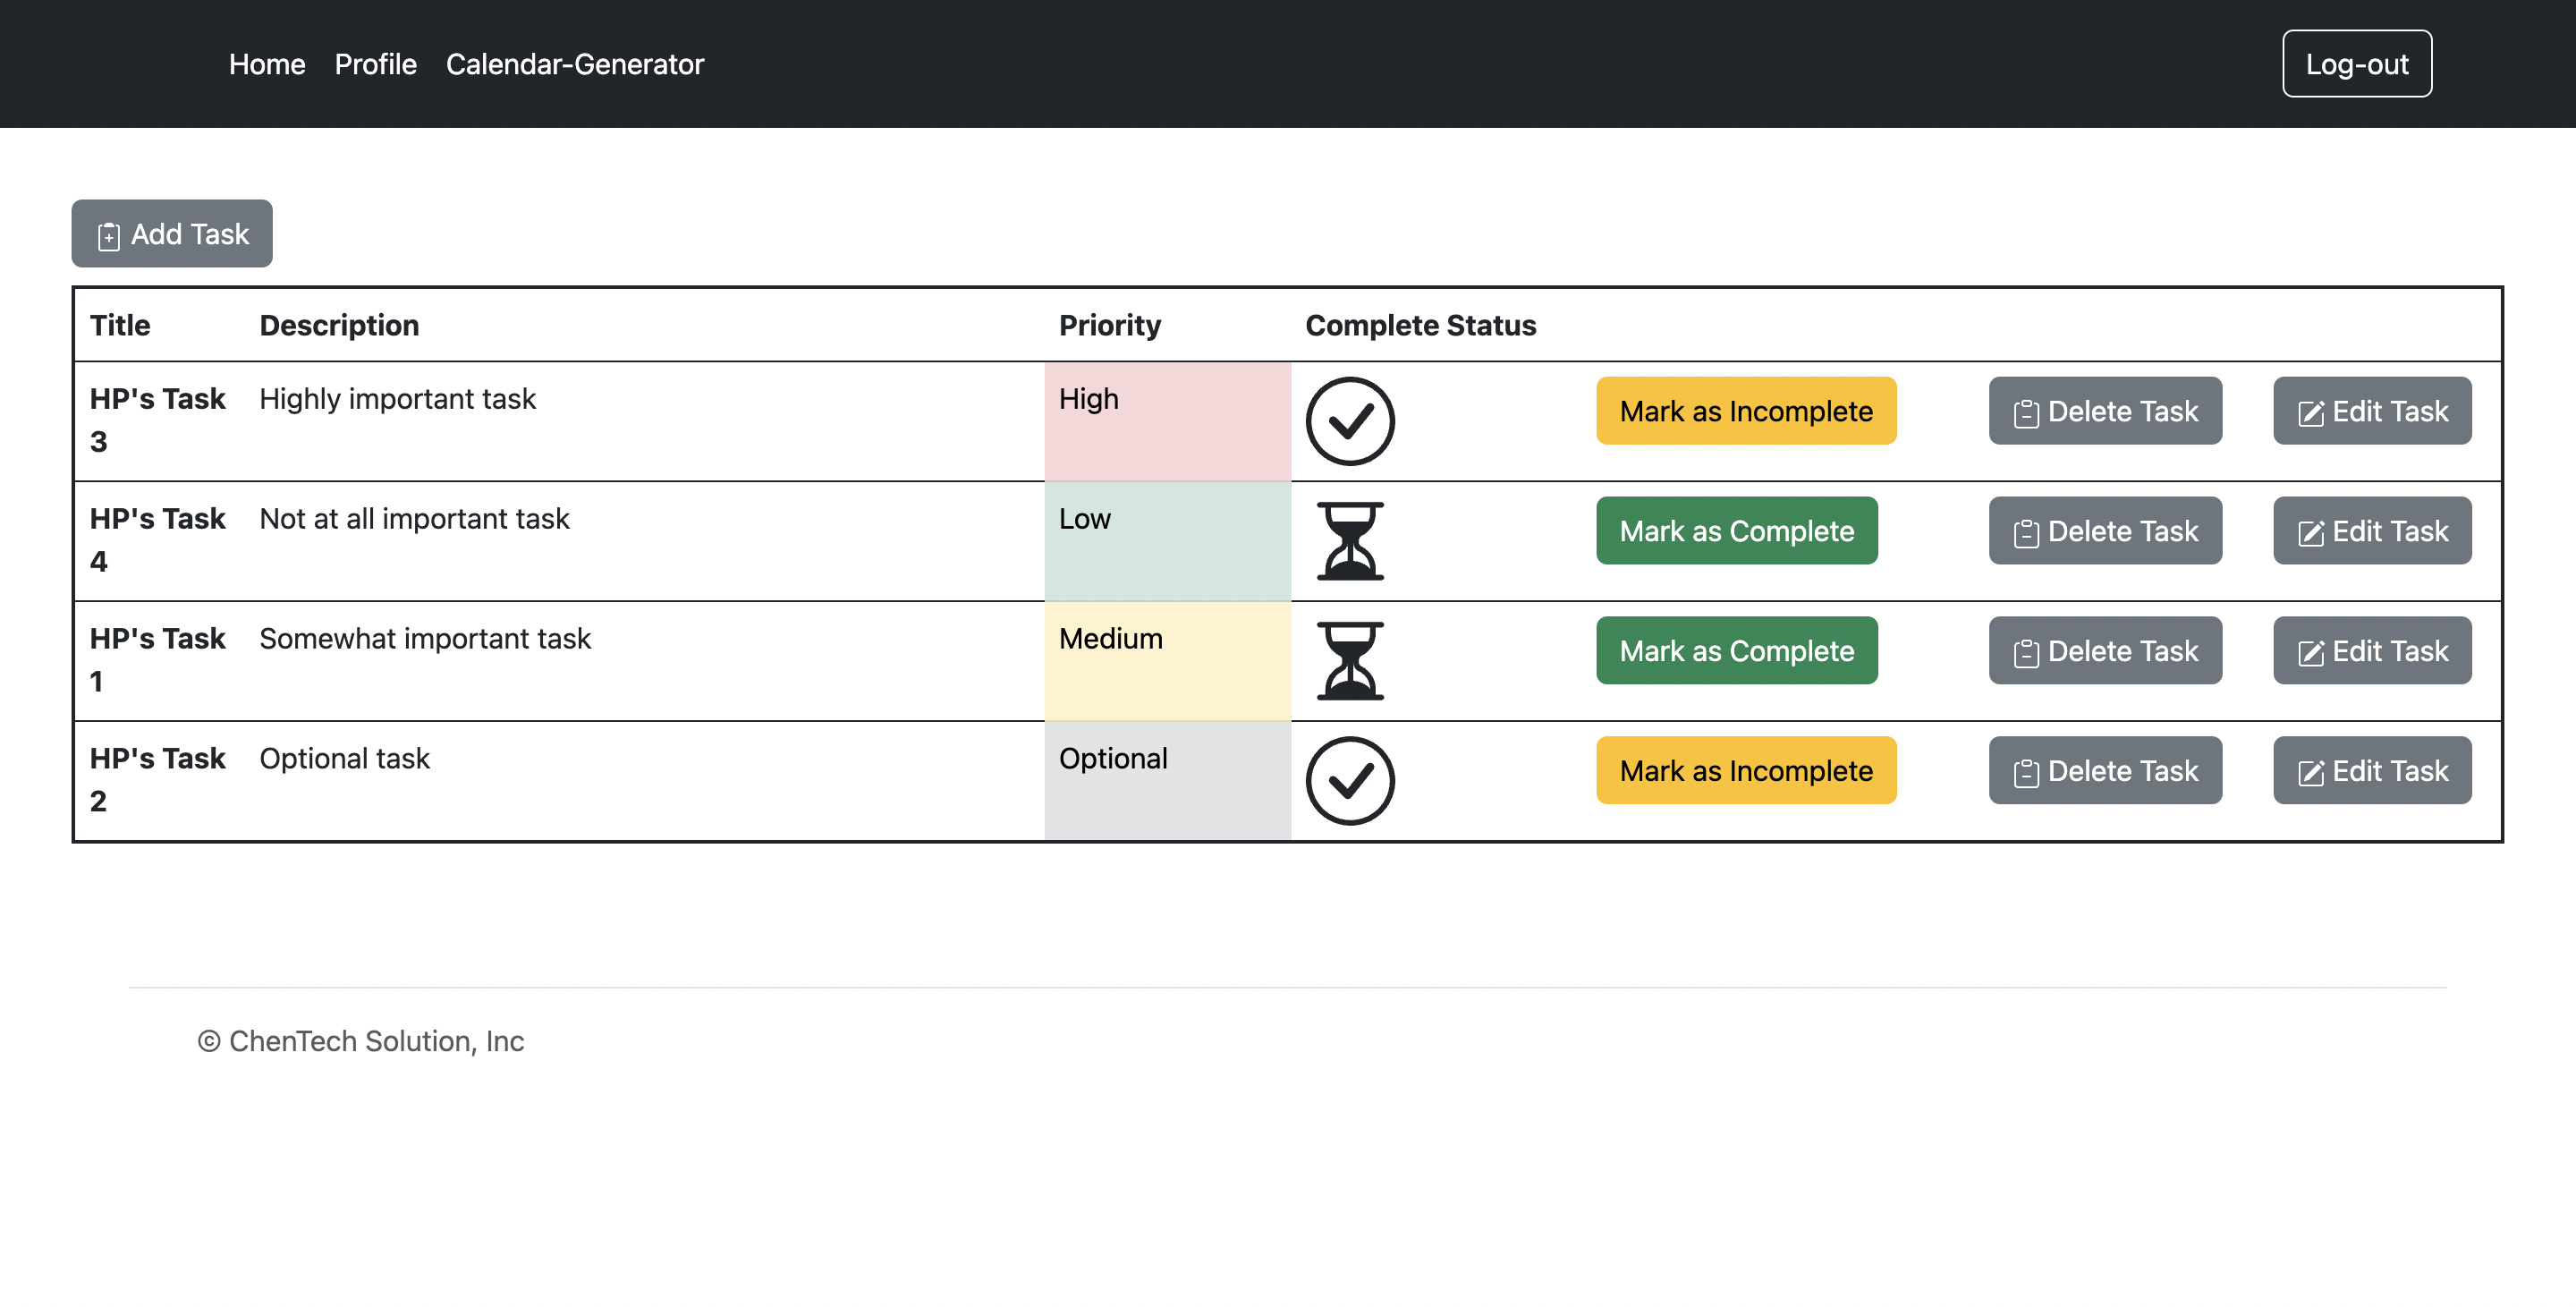 Home Profile Calendar-Generator Log-out
Add Task
Title Description Priority Complete Status
HP's Task 3 Highly important task High Mark as Incomplete Delete Task Edit Task
HP's Task 4 Not at all important task Low Mark as Complete Delete Task Edit Task
HP's Task 1 Somewhat important task Medium Mark as Complete Delete Task Edit Task
HP's Task 2 Optional task Optional Mark as Incomplete Delete Task Edit Task
© ChenTech Solution, Inc